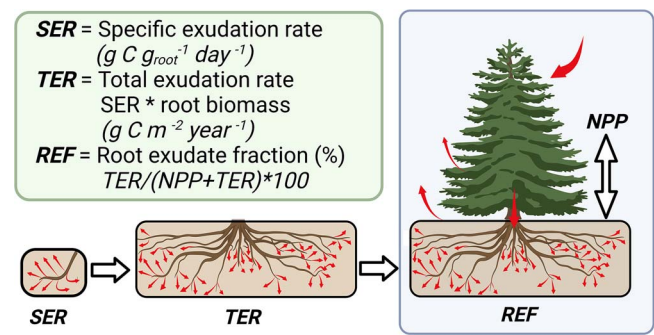 SER = Specific exudation rate
(g C g_root^-1 day^-1)
TER = Total exudation rate
SER * root biomass
(g C m^-2 year^-1)
REF = Root exudate fraction (%)
TER/(NPP+TER)*100
NPP
SER
TER
REF